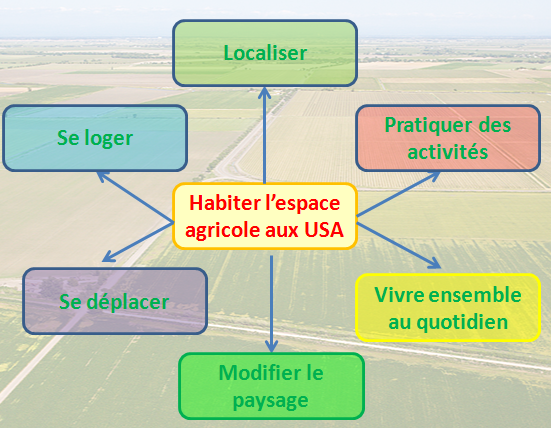 Localiser
Se loger
Pratiquer des
activités
Habiter l’espace
agricole aux USA
Se déplacer
Vivre ensemble
au quotidien
Modifier le
paysage